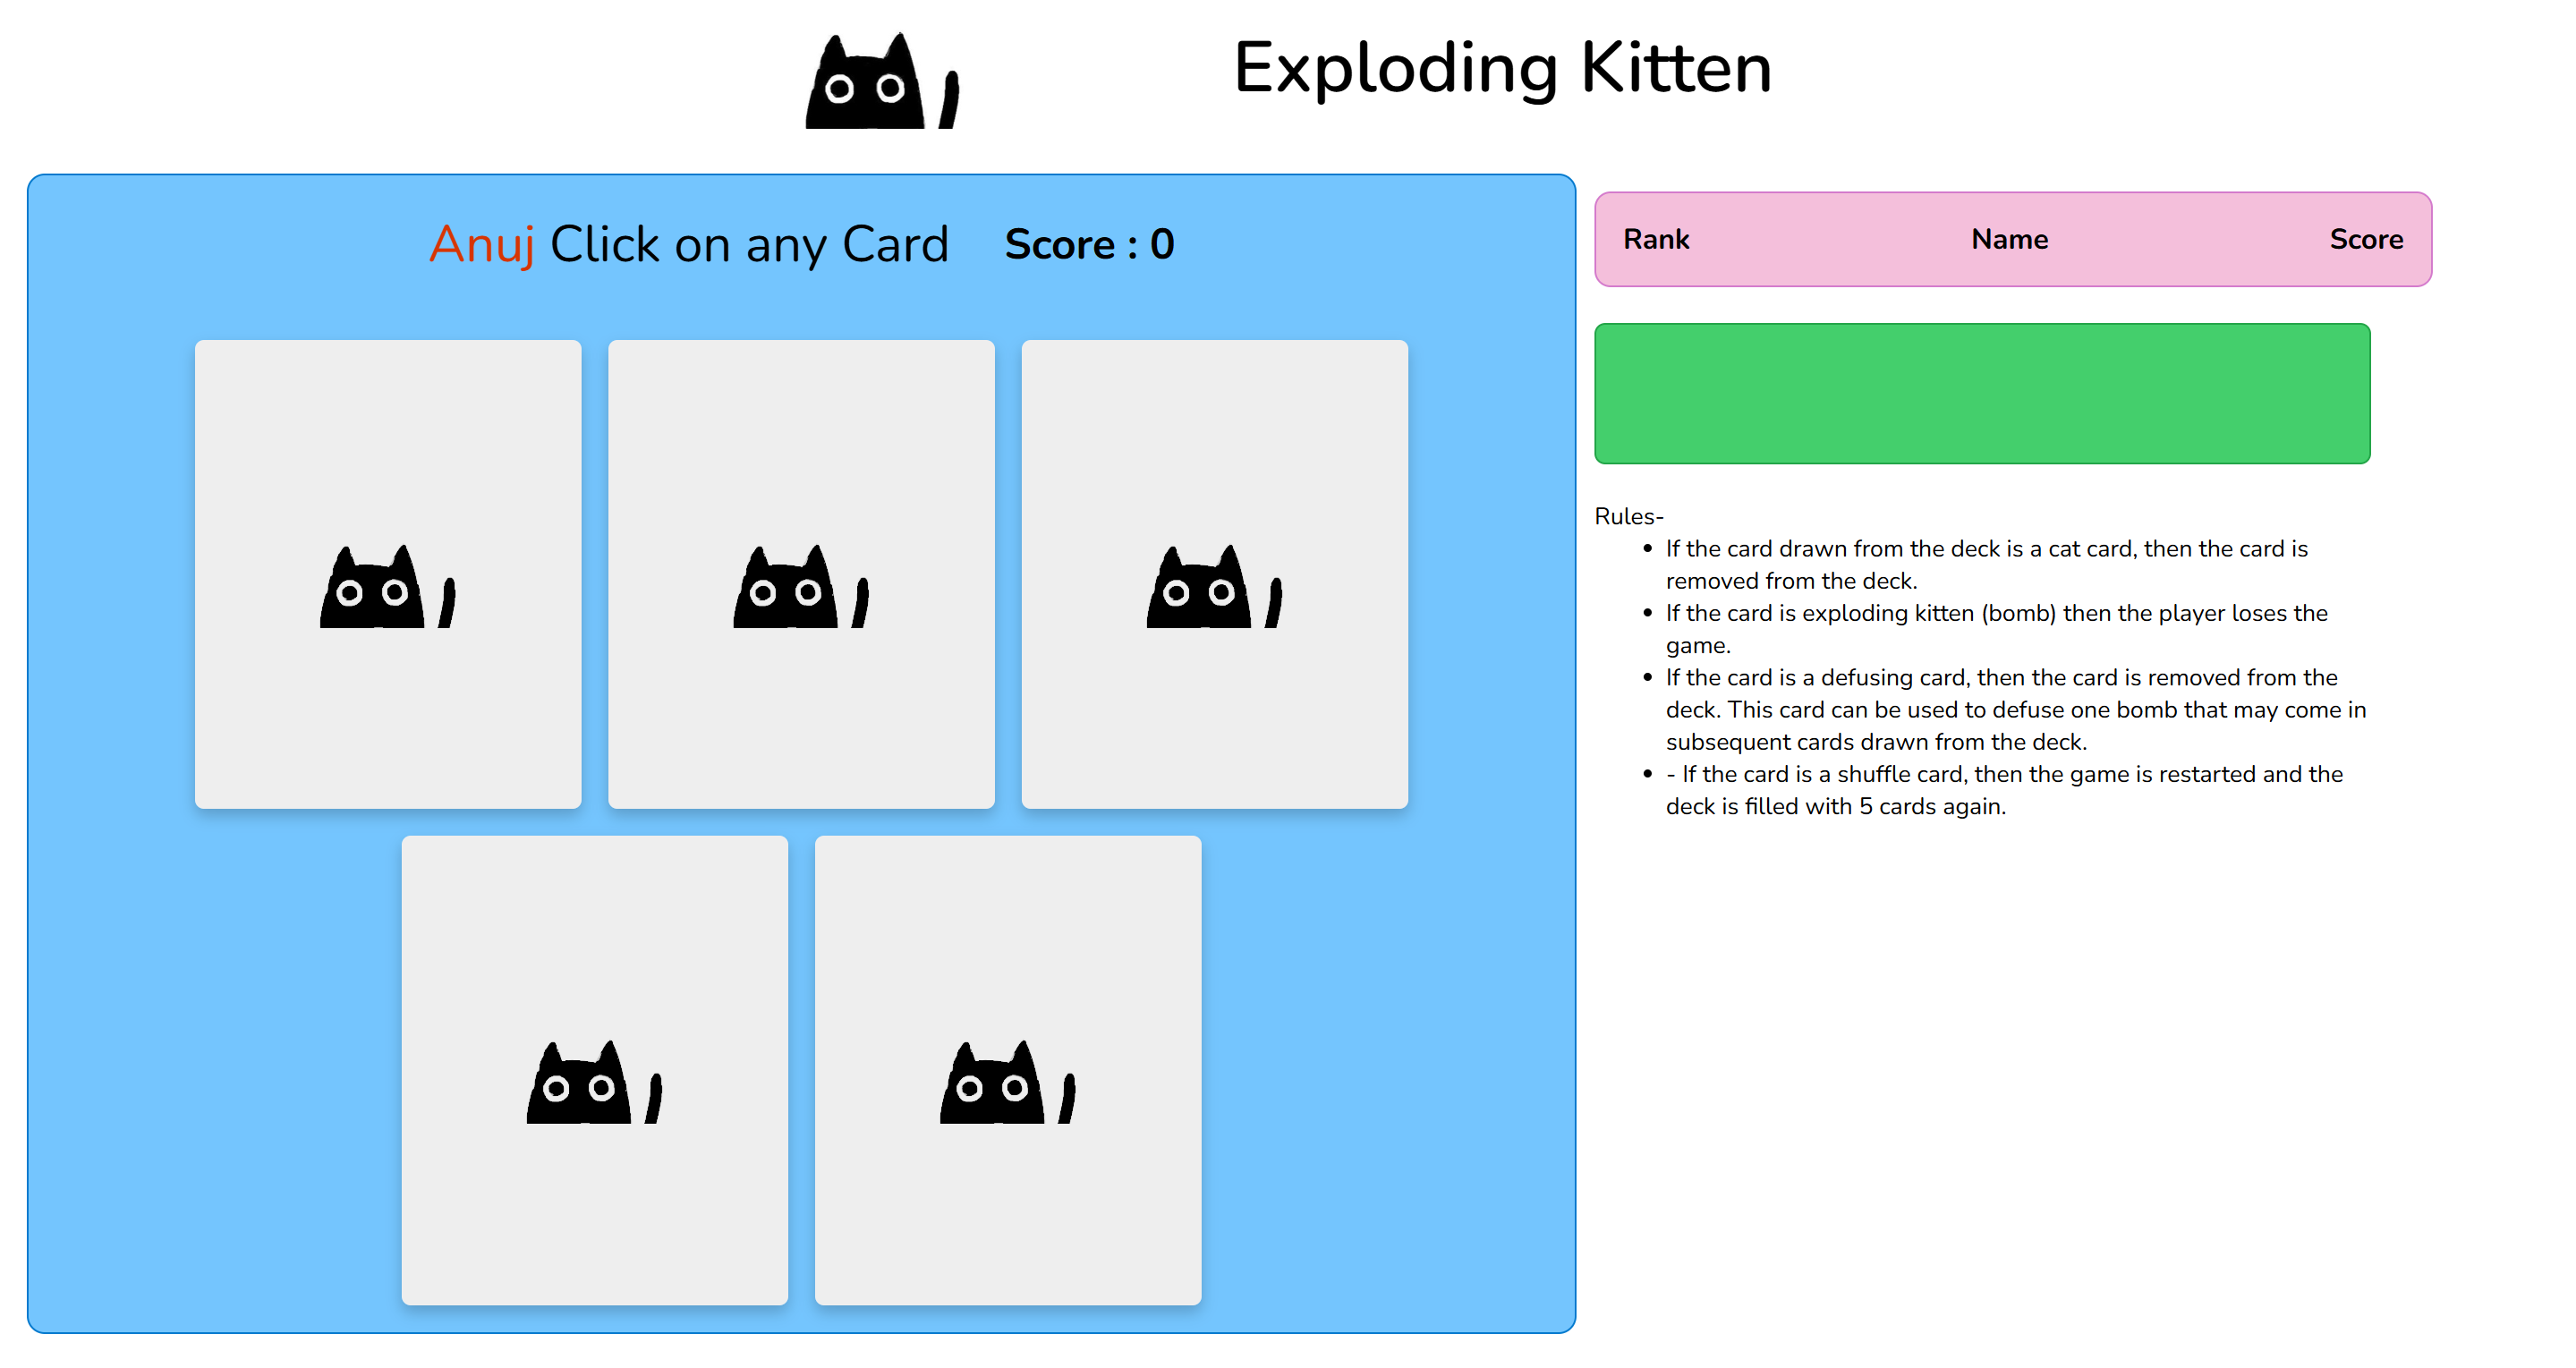 Exploding Kitten
Anuj Click on any Card Score : 0
Rank Name Score
Rules-
• If the card drawn from the deck is a cat card, then the card is
removed from the deck.
• If the card is exploding kitten (bomb) then the player loses the
game.
• If the card is a defusing card, then the card is removed from the
deck. This card can be used to defuse one bomb that may come in
subsequent cards drawn from the deck.
• - If the card is a shuffle card, then the game is restarted and the
deck is filled with 5 cards again.